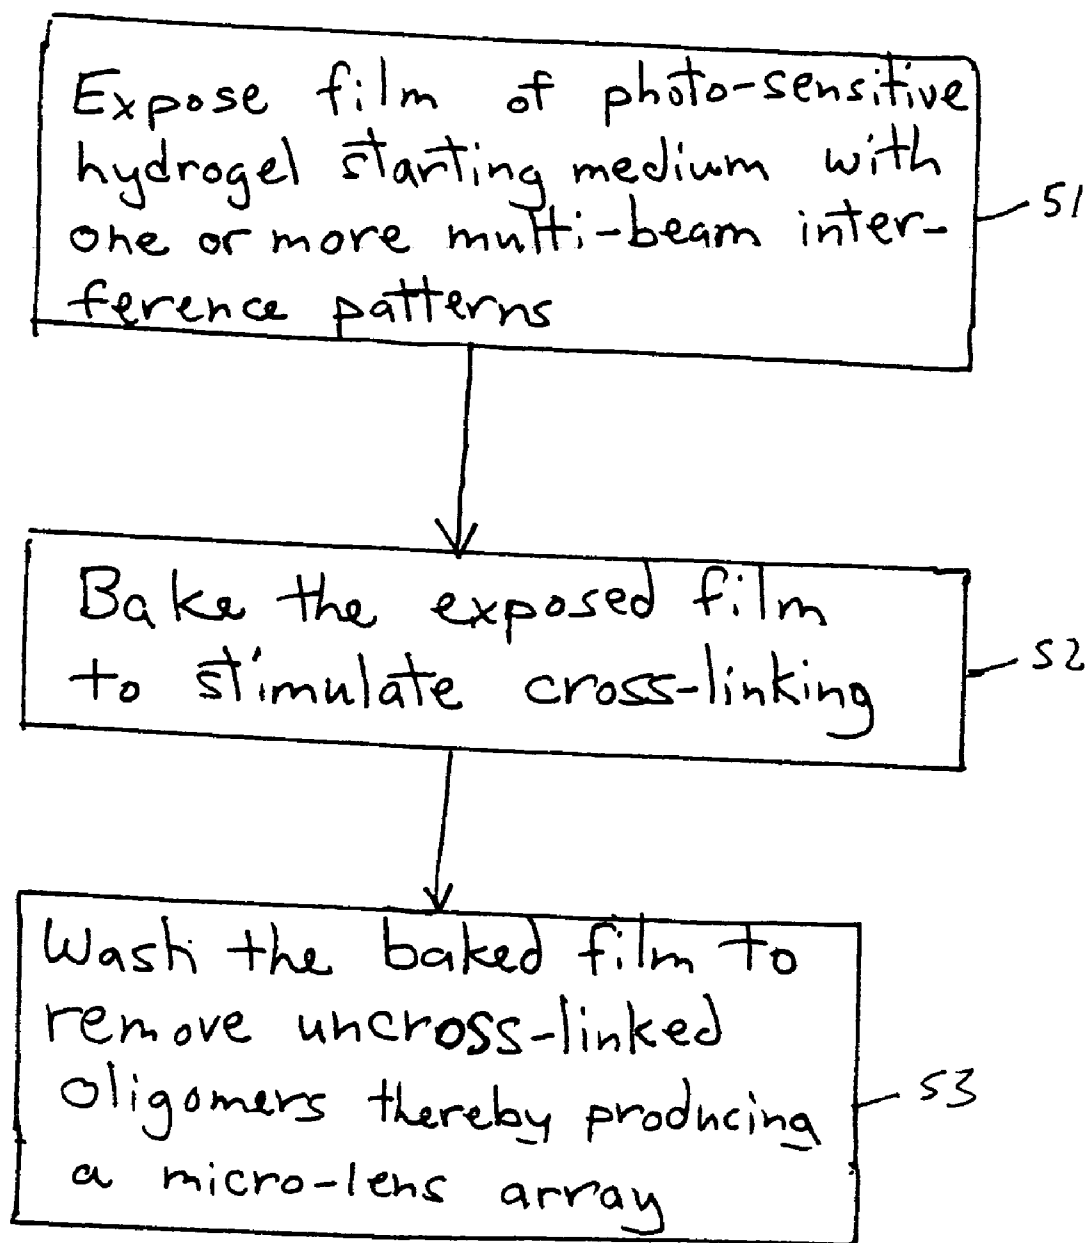 Expose film of photo-sensitive
hydrogel starting medium with
one or more multi-beam inter-
ference patterns
51
Bake the exposed film
to stimulate cross-linking
52
Wash the baked film to
remove uncross-linked
oligomers thereby producing
a micro-lens array
53